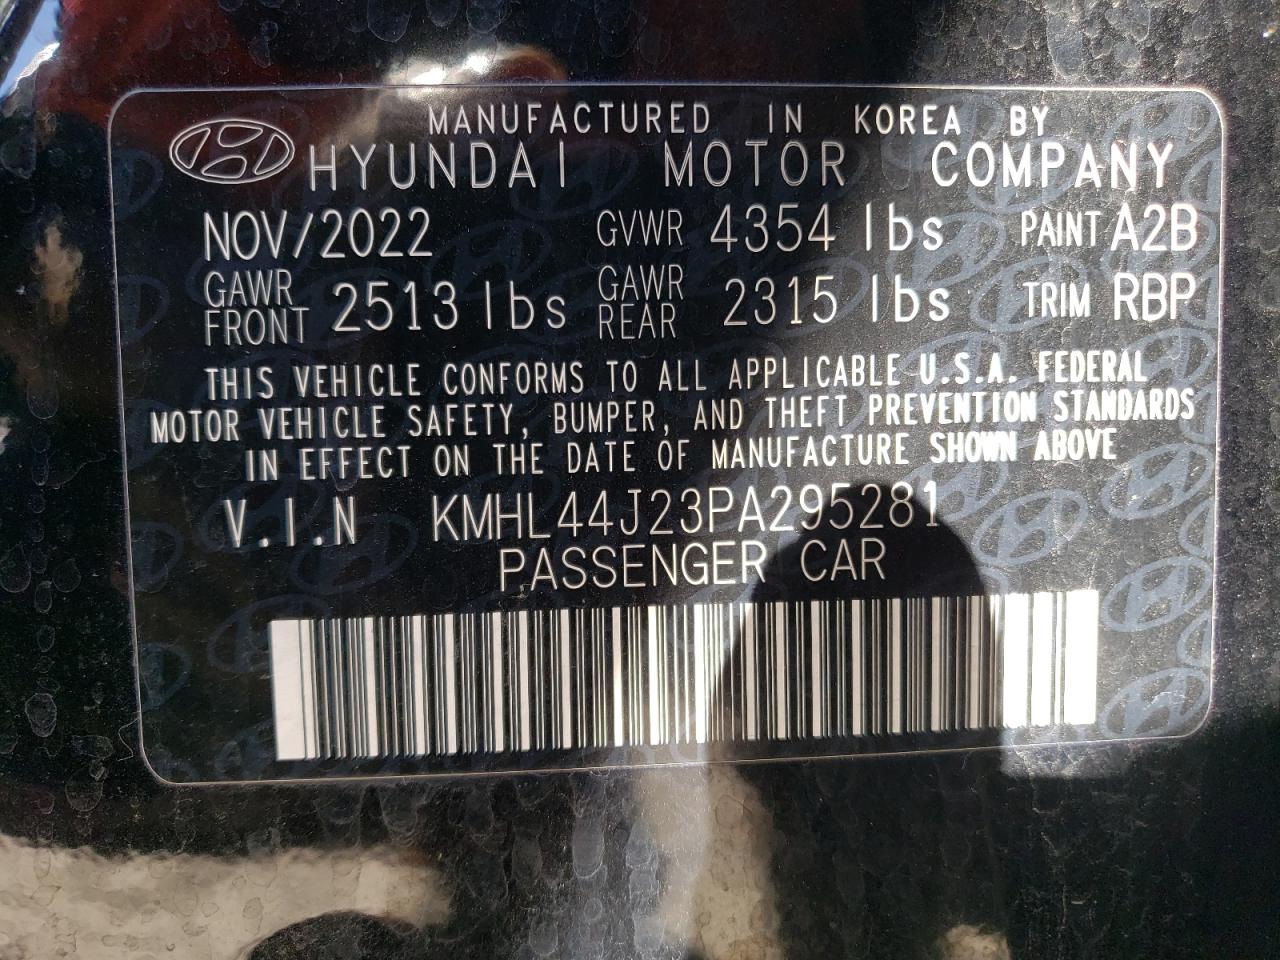 MANUFACTURED IN KOREA BY
HYUNDAI MOTOR COMPANY
NOV/2022 GVWR 4354 lbs PAINT A2B
GAWR FRONT 2513 lbs GAWR REAR 2315 lbs TRIM RBP
THIS VEHICLE CONFORMS TO ALL APPLICABLE U.S.A. FEDERAL
MOTOR VEHICLE SAFETY, BUMPER, AND THEFT PREVENTION STANDARDS
IN EFFECT ON THE DATE OF MANUFACTURE SHOWN ABOVE
V.I.N KMHL44J23PA295281
PASSENGER CAR